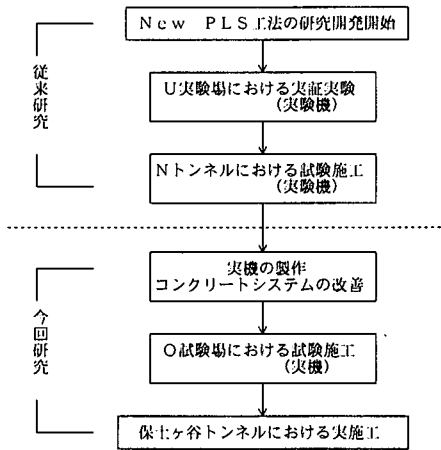 Ｎｅｗ　ＰＬＳ工法の研究開発開始
従来研究
Ｕ実験場における実証実験
(実験機)
Ｎトンネルにおける試験施工
(実験機)
今回研究
実機の製作
コンクリートシステムの改善
Ｏ試験場における試験施工
(実機)
保土ヶ谷トンネルにおける実施工